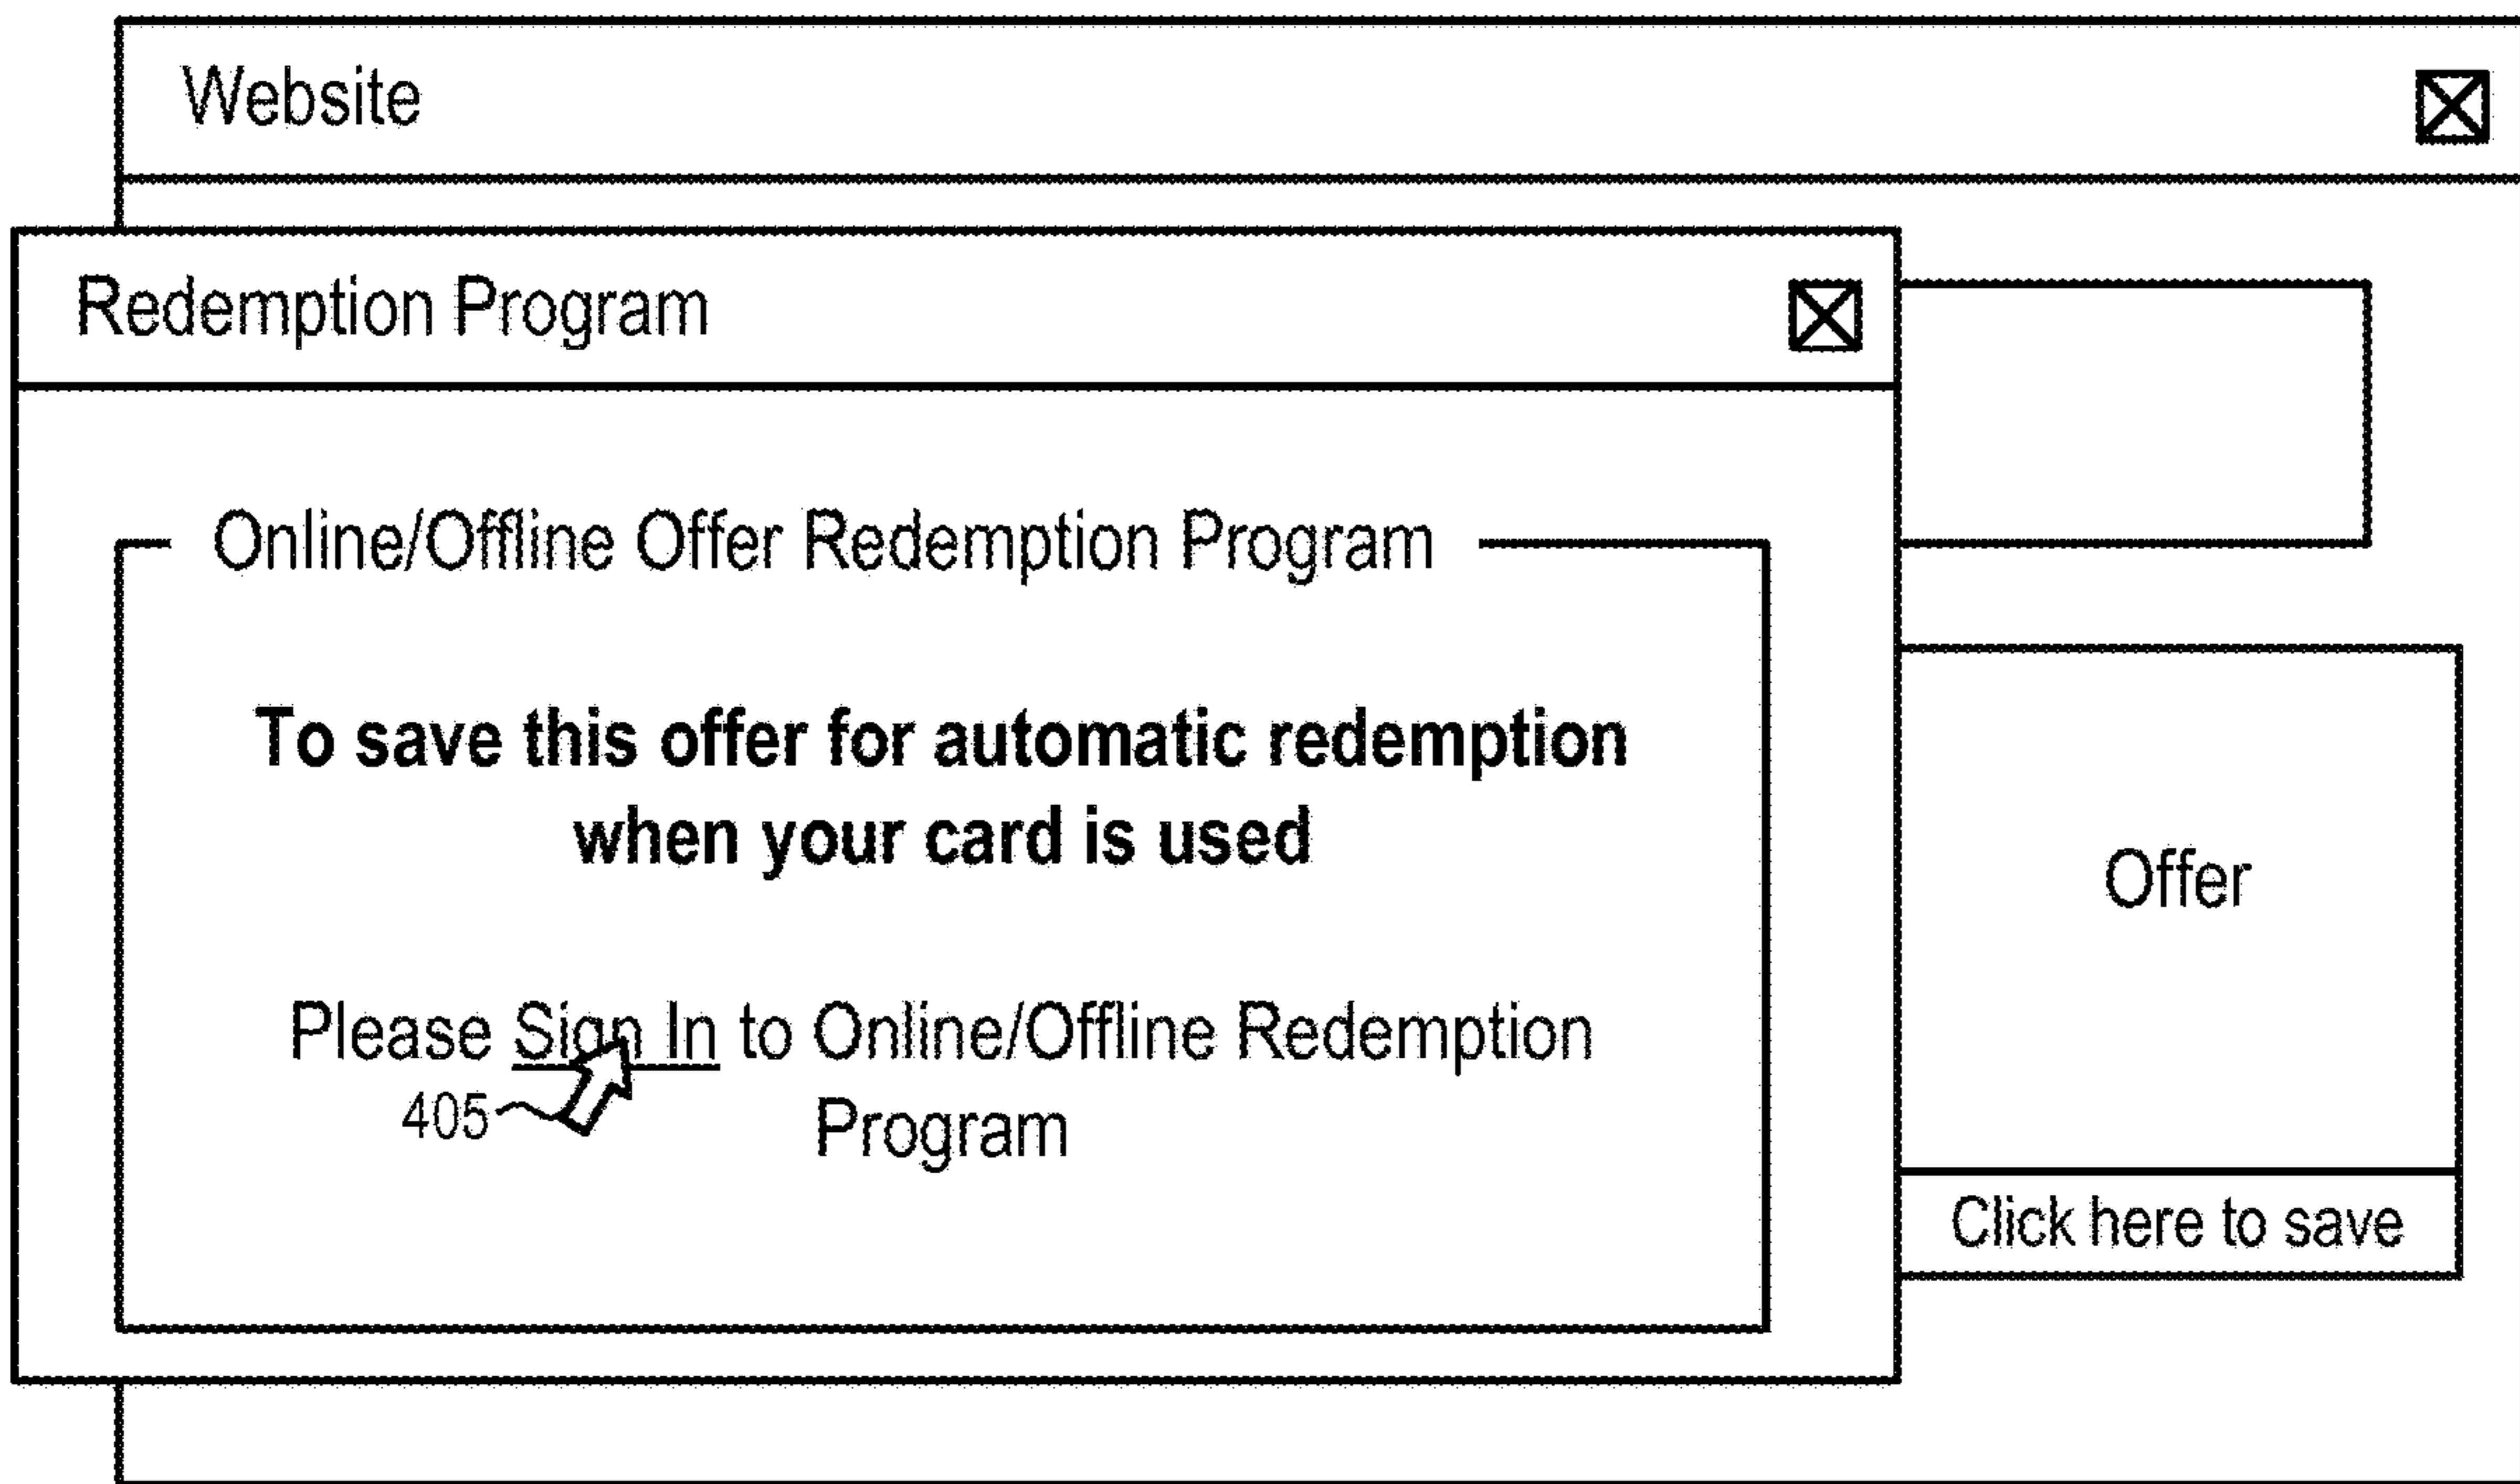 Website
Redemption Program
Online/Offline Offer Redemption Program
To save this offer for automatic redemption
when your card is used
Please Sign In to Online/Offline Redemption
405
Program
Offer
Click here to save